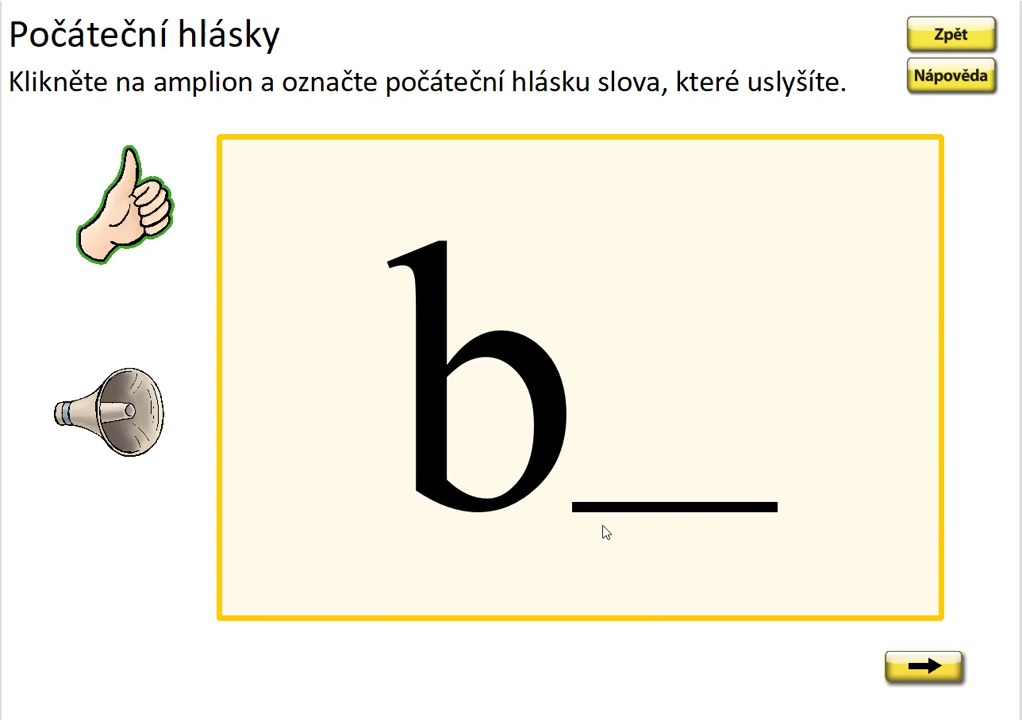 Počáteční hlásky
Zpět
Klikněte na amplion a označte počáteční hlásku slova, které uslyšíte.
Nápověda
b_